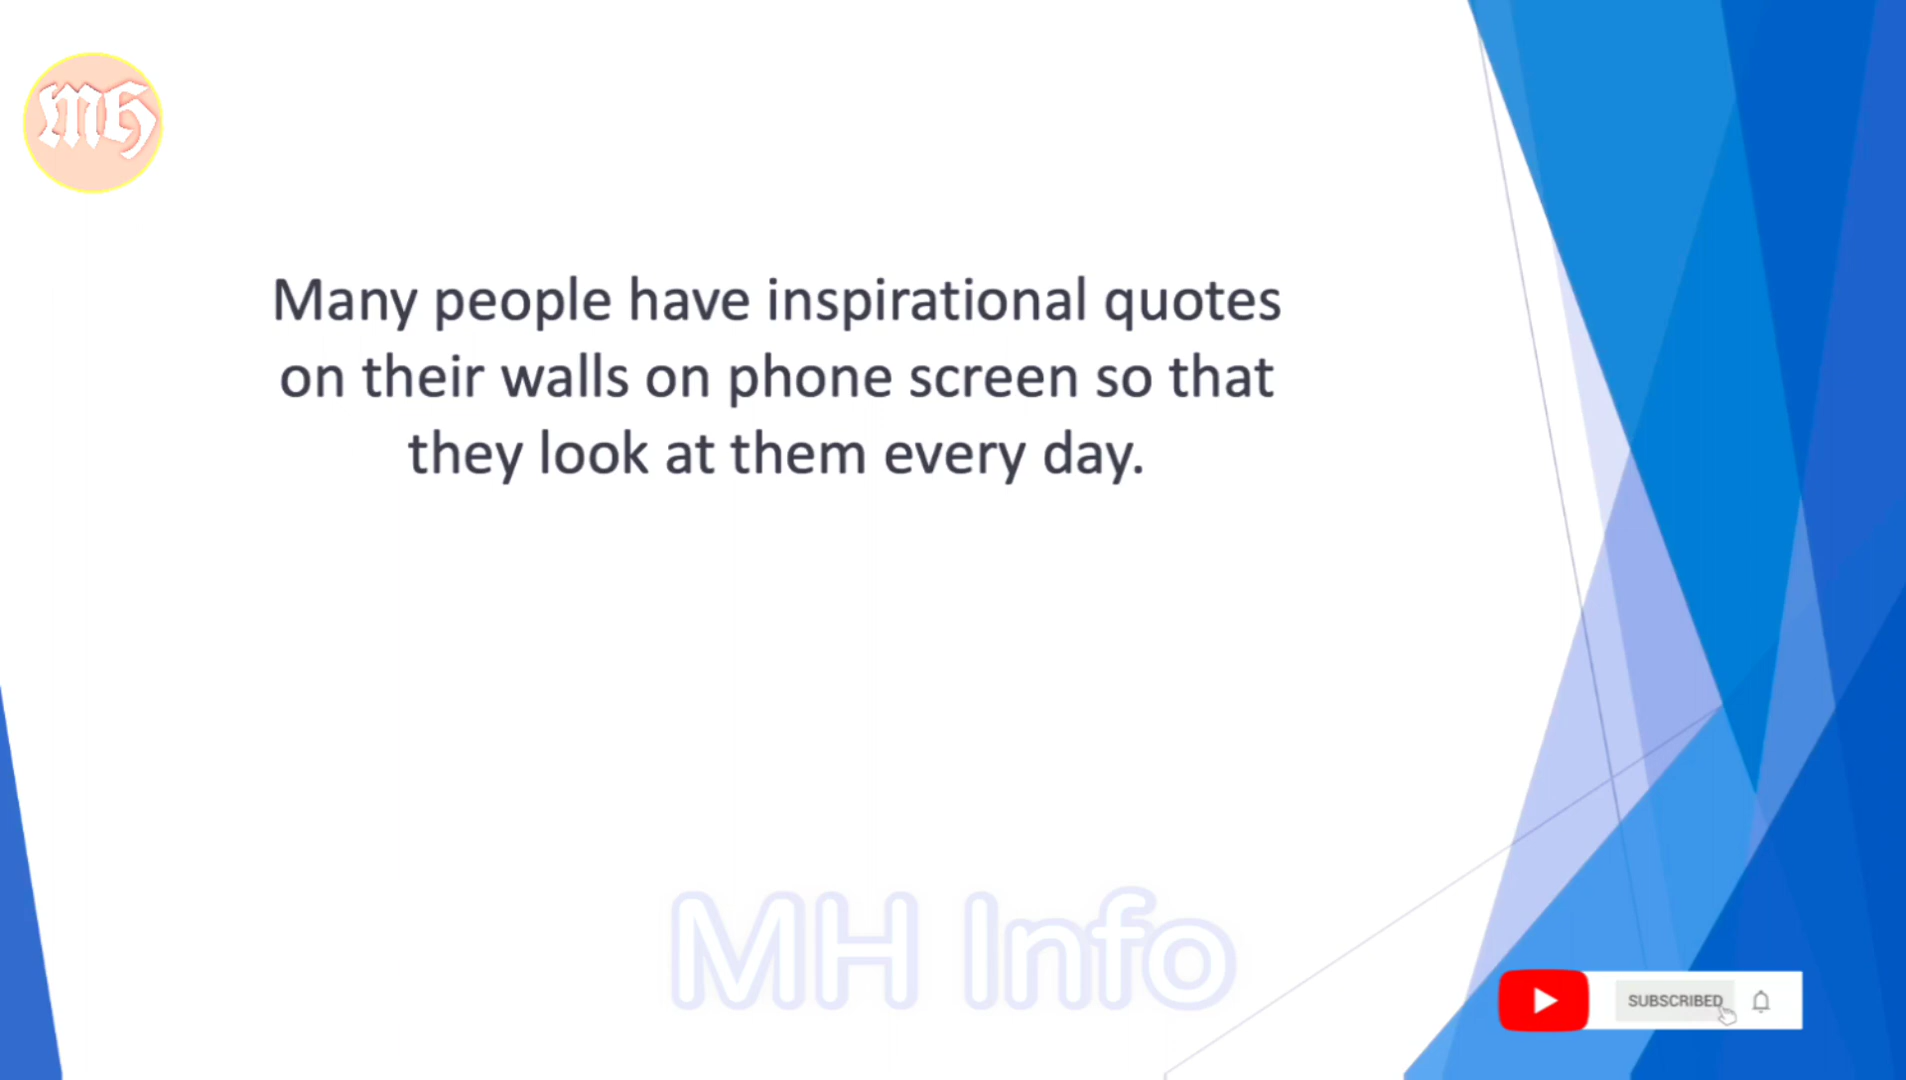 MH
Many people have inspirational quotes
on their walls on phone screen so that
they look at them every day.
MH Info
SUBSCRIBED